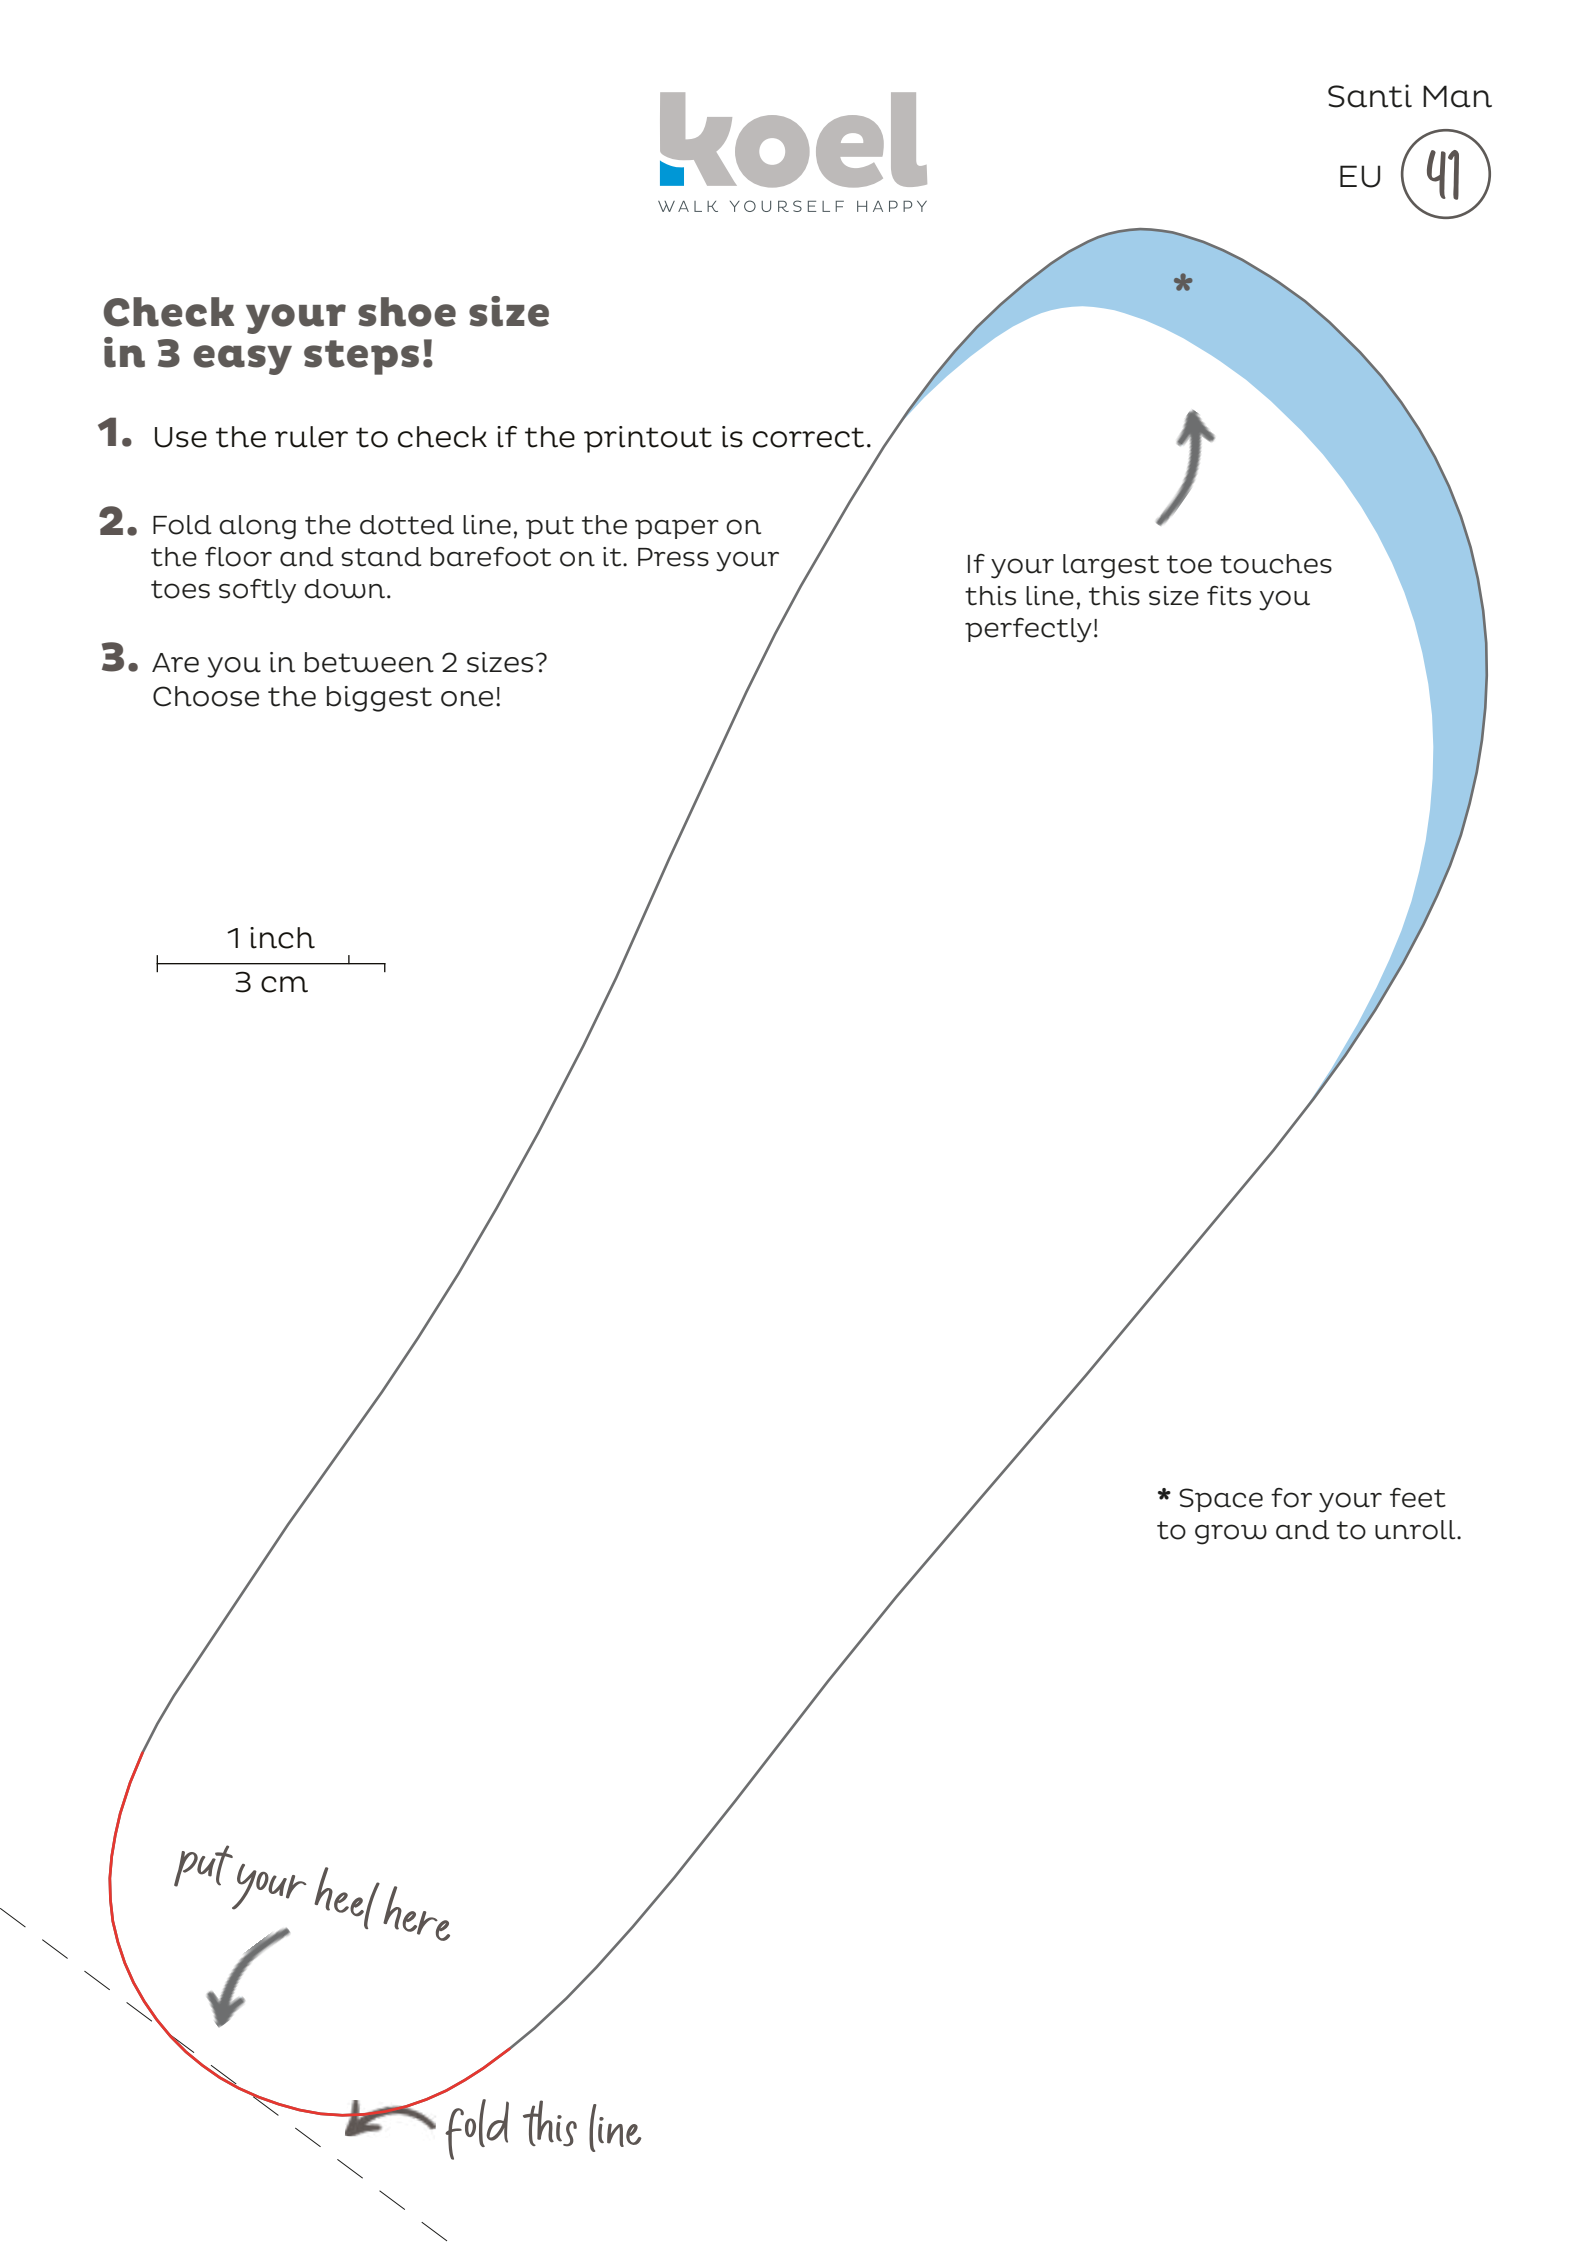 koel
WALK YOURSELF HAPPY
Santi Man
EU 41
*
Check your shoe size
in 3 easy steps!
1. Use the ruler to check if the printout is correct.
2. Fold along the dotted line, put the paper on
the floor and stand barefoot on it. Press your
toes softly down.
3. Are you in between 2 sizes?
Choose the biggest one!
If your largest toe touches
this line, this size fits you
perfectly!
1 inch
3 cm
* Space for your feet
to grow and to unroll.
put your heel here
fold this line